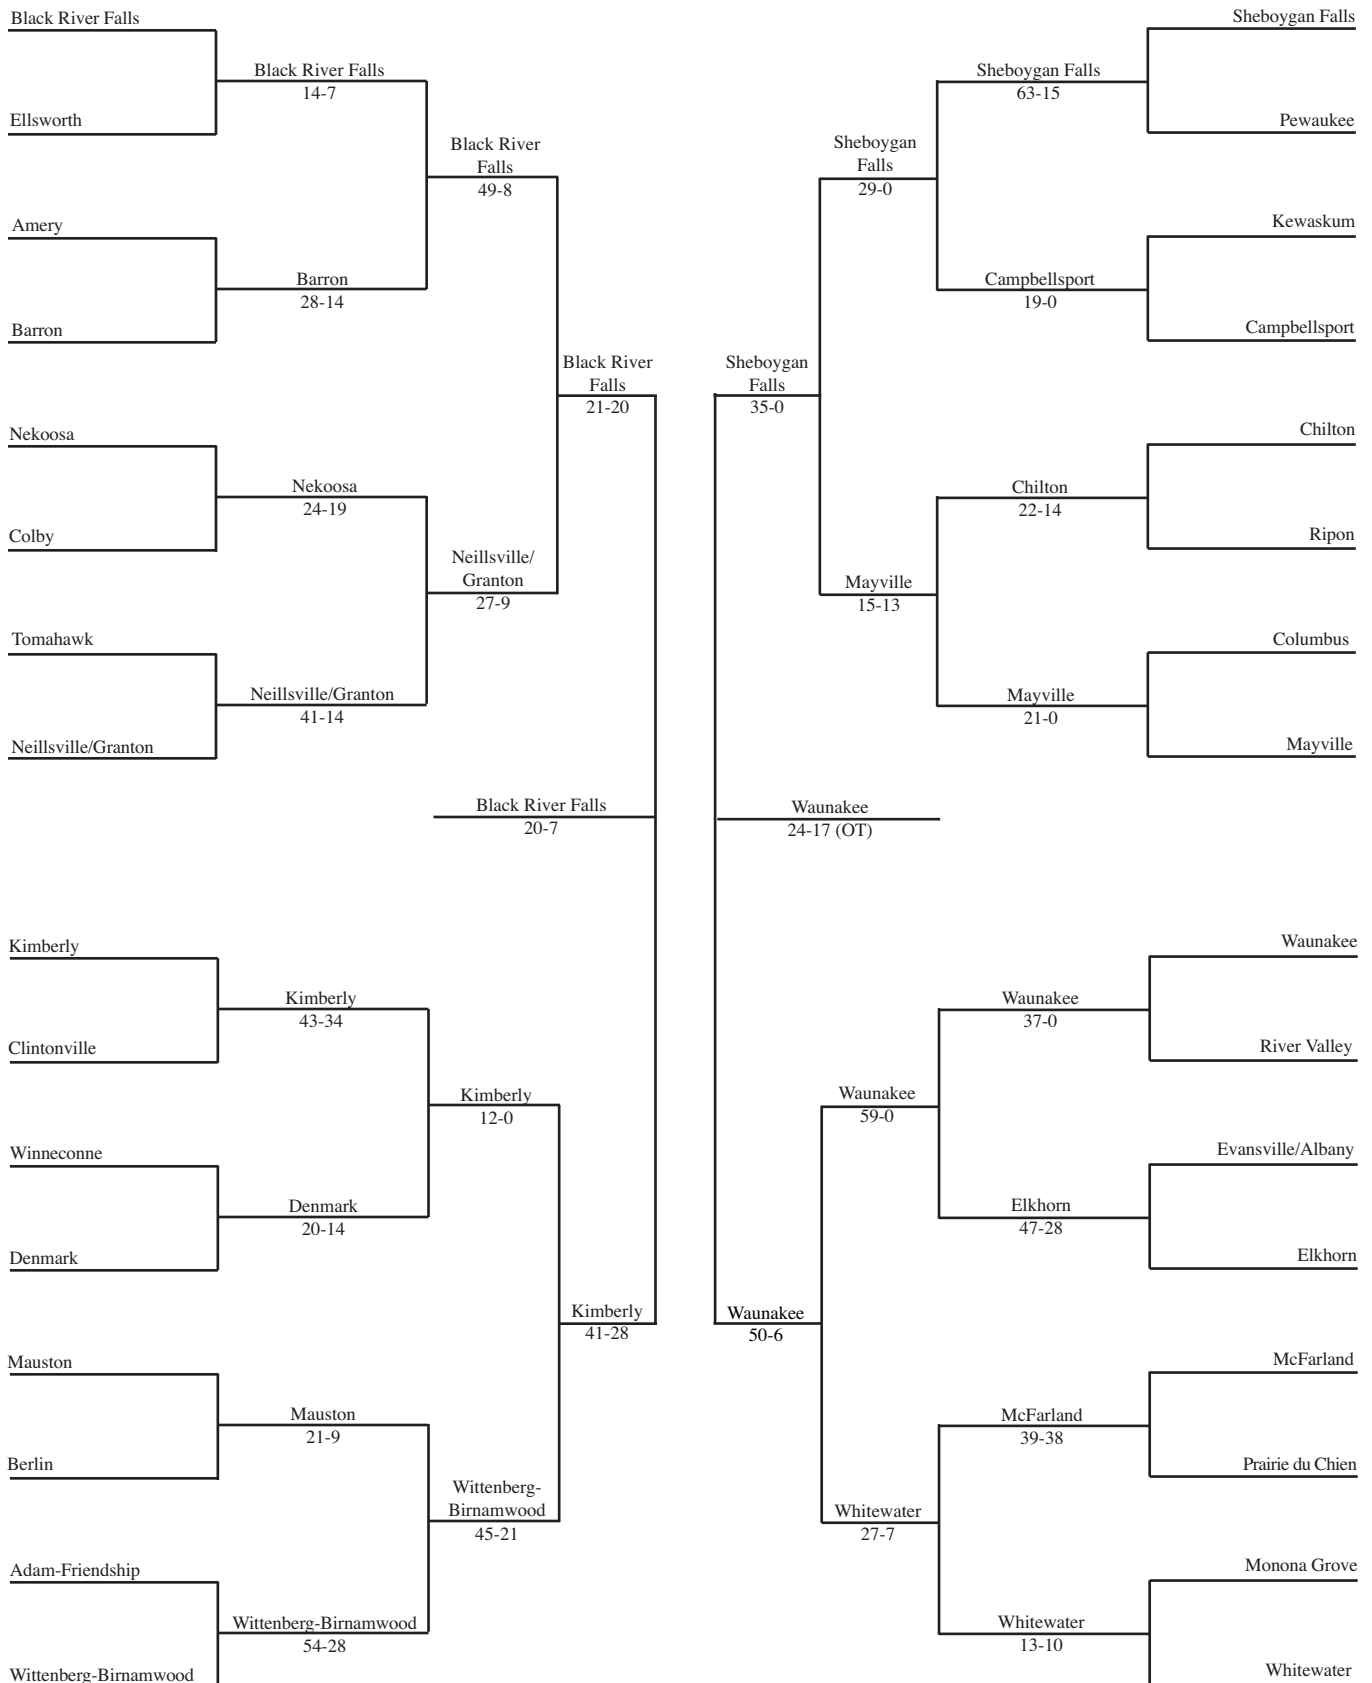 Black River Falls
Black River Falls
14-7
Ellsworth
Black River
Falls
49-8
Amery
Barron
28-14
Barron
Black River
Falls
21-20
Nekoosa
Nekoosa
24-19
Colby
Neillsville/
Granton
27-9
Tomahawk
Neillsville/Granton
41-14
Neillsville/Granton
Black River Falls
20-7
Kimberly
Kimberly
43-34
Clintonville
Kimberly
12-0
Winneconne
Denmark
20-14
Denmark
Kimberly
41-28
Mauston
Mauston
21-9
Berlin
Wittenberg-
Birnamwood
45-21
Adam-Friendship
Wittenberg-Birnamwood
54-28
Wittenberg-Birnamwood
Sheboygan Falls
Sheboygan Falls
63-15
Pewaukee
Sheboygan
Falls
29-0
Kewaskum
Campbellsport
19-0
Campbellsport
Sheboygan
Falls
35-0
Chilton
Chilton
22-14
Ripon
Mayville
15-13
Columbus
Mayville
21-0
Mayville
Waunakee
24-17 (OT)
Waunakee
Waunakee
37-0
River Valley
Waunakee
59-0
Evansville/Albany
Elkhorn
47-28
Elkhorn
Waunakee
50-6
McFarland
McFarland
39-38
Prairie du Chien
Whitewater
27-7
Monona Grove
Whitewater
13-10
Whitewater